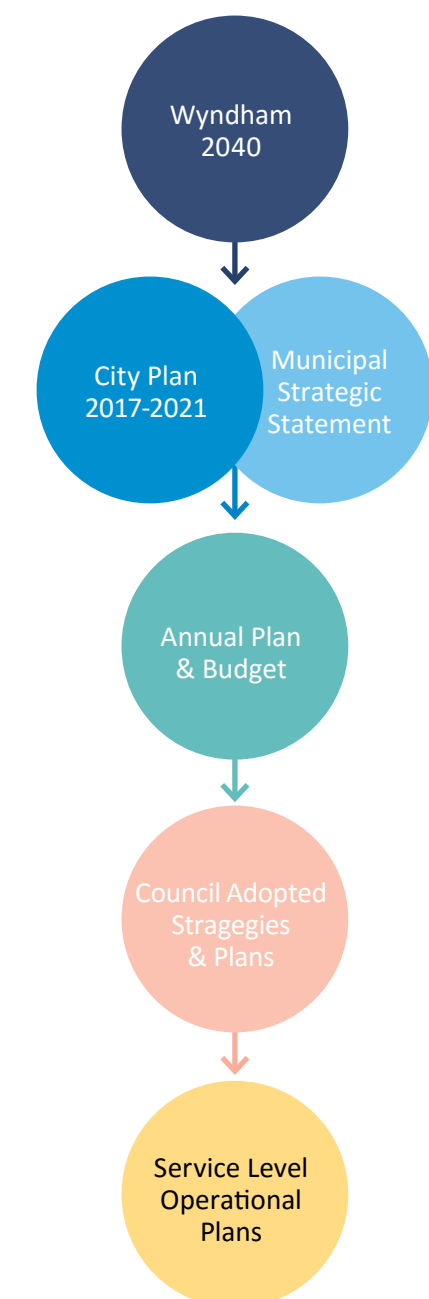 Wyndham
2040
City Plan
2017-2021
Municipal
Strategic
Statement
Annual Plan
& Budget
Council Adopted
Stragegies
& Plans
Service Level
Operational
Plans